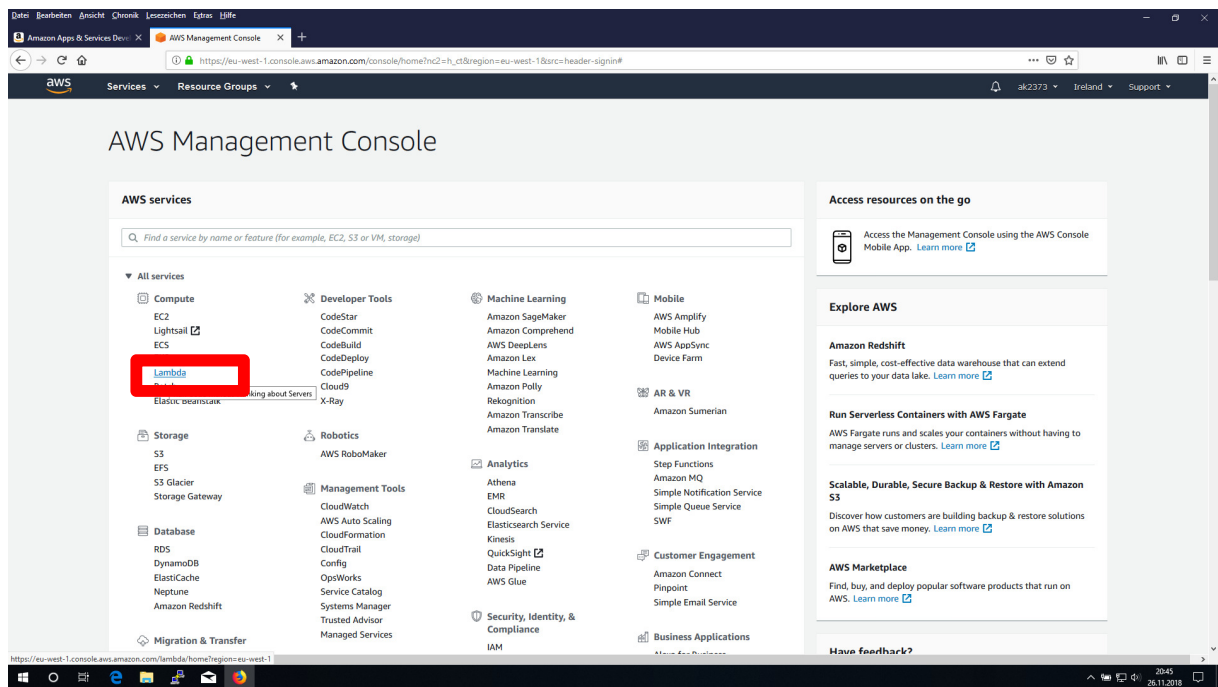 Datei Bearbeiten Ansicht Chronik Lesezeichen Extras Hilfe
Amazon Apps & Services Devel
AWS Management Console
https://eu-west-1.console.aws.amazon.com/console/home?nc2=h_ct&region=eu-west-1&src=header-signin#
aws Services Resource Groups ak2373 Ireland Support
AWS Management Console
AWS services
Find a service by name or feature (for example, EC2, S3 or VM, storage)
All services
Compute
EC2
Lightsail
ECS
Lambda
Elastic Beanstalk
king about Servers
Storage
S3
EFS
S3 Glacier
Storage Gateway
Database
RDS
DynamoDB
ElastiCache
Neptune
Amazon Redshift
Migration & Transfer
Developer Tools
CodeStar
CodeCommit
CodeBuild
CodeDeploy
CodePipeline
Cloud9
X-Ray
Robotics
AWS RoboMaker
Management Tools
CloudWatch
AWS Auto Scaling
CloudFormation
CloudTrail
Config
OpsWorks
Service Catalog
Systems Manager
Trusted Advisor
Managed Services
Machine Learning
Amazon SageMaker
Amazon Comprehend
AWS DeepLens
Amazon Lex
Machine Learning
Amazon Polly
Rekognition
Amazon Transcribe
Amazon Translate
Analytics
Athena
EMR
CloudSearch
Elasticsearch Service
Kinesis
QuickSight
Data Pipeline
AWS Glue
Security, Identity, &
Compliance
IAM
Mobile
AWS Amplify
Mobile Hub
AWS AppSync
Device Farm
AR & VR
Amazon Sumerian
Application Integration
Step Functions
Amazon MQ
Simple Notification Service
Simple Queue Service
SWF
Customer Engagement
Amazon Connect
Pinpoint
Simple Email Service
Business Applications
Access resources on the go
Access the Management Console using the AWS Console
Mobile App. Learn more
Explore AWS
Amazon Redshift
Fast, simple, cost-effective data warehouse that can extend
queries to your data lake. Learn more
Run Serverless Containers with AWS Fargate
AWS Fargate runs and scales your containers without having to
manage servers or clusters. Learn more
Scalable, Durable, Secure Backup & Restore with Amazon
S3
Discover how customers are building backup & restore solutions
on AWS that save money. Learn more
AWS Marketplace
Find, buy, and deploy popular software products that run on
AWS. Learn more
Have feedback?
https://eu-west-1.console.aws.amazon.com/lambda/home?region=eu-west-1
20:45
26.11.2018